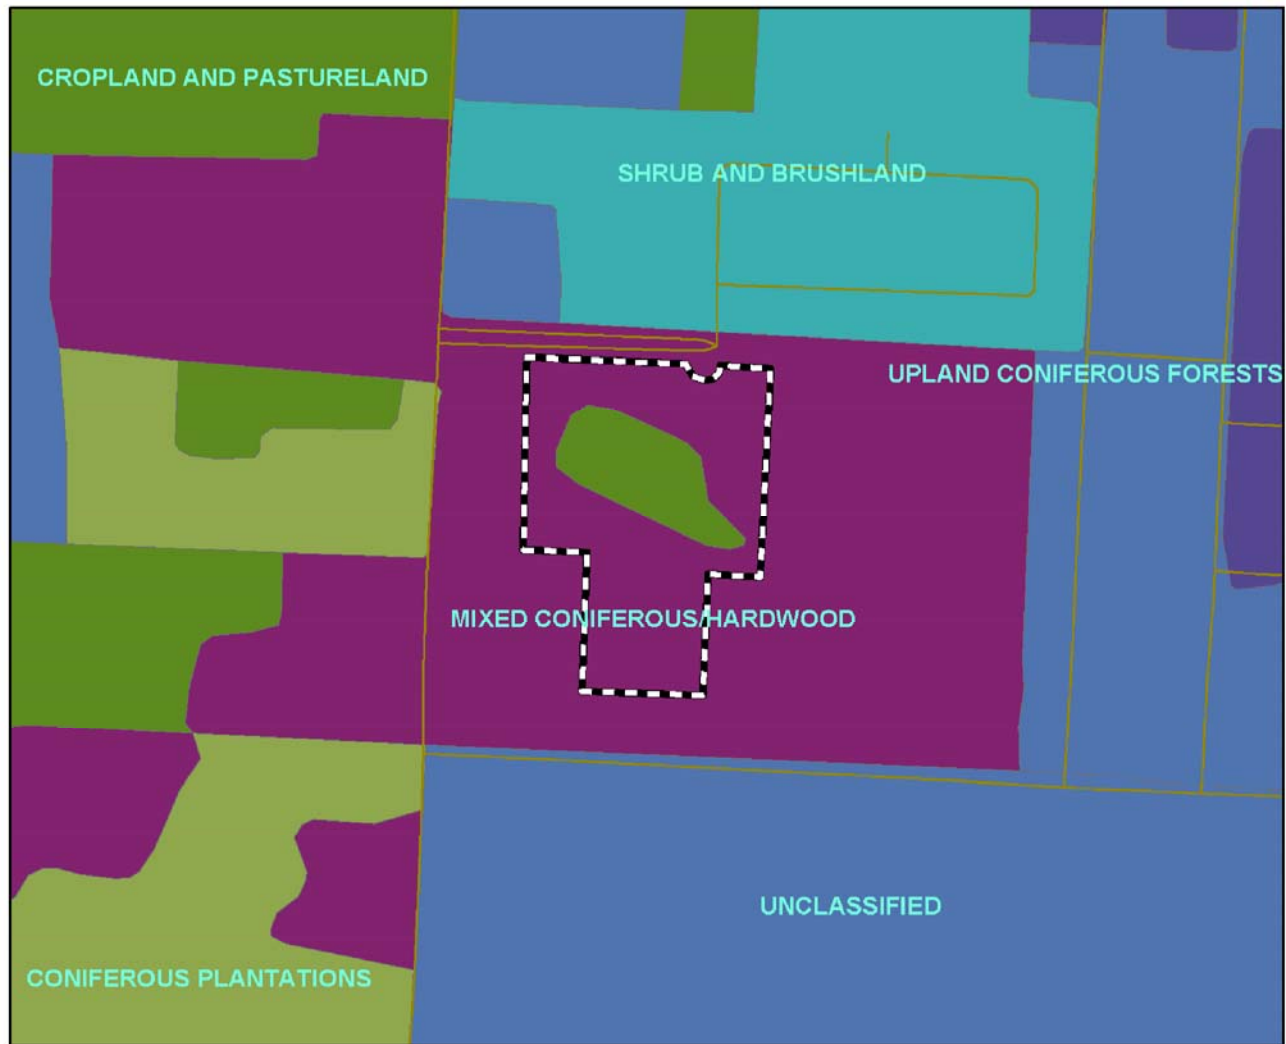 CROPLAND AND PASTURELAND
SHRUB AND BRUSHLAND
UPLAND CONIFEROUS FORESTS
MIXED CONIFEROUS/HARDWOOD
UNCLASSIFIED
CONIFEROUS PLANTATIONS